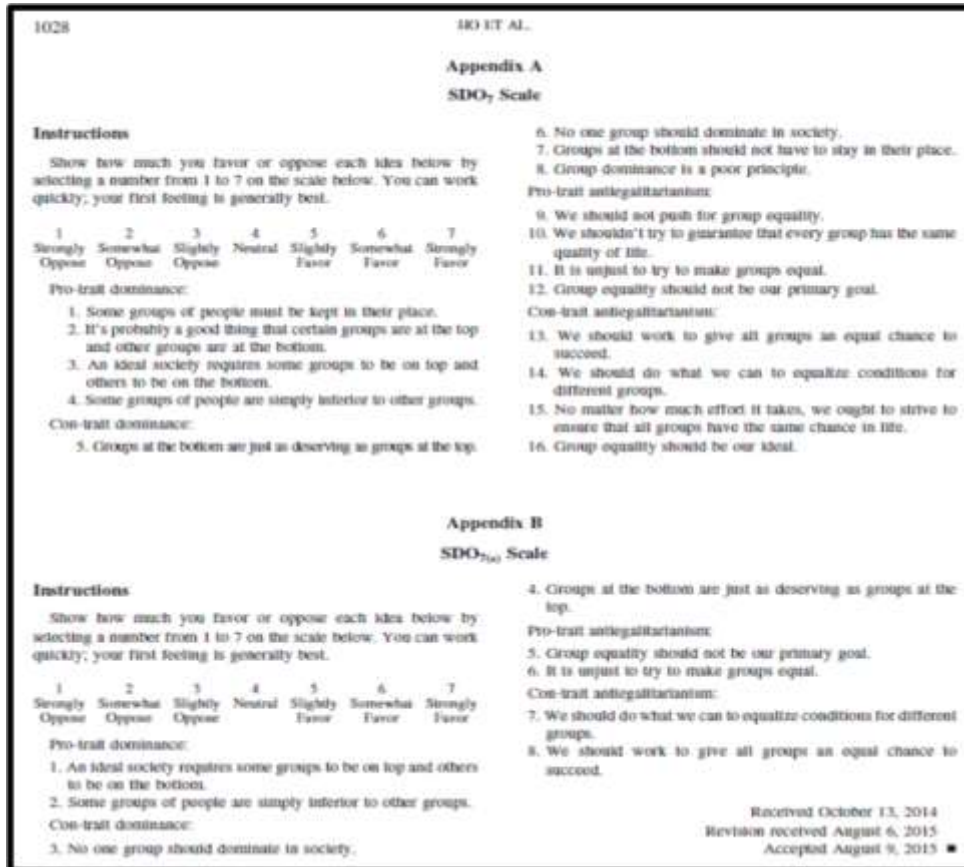 1028
HO ET AL.
Appendix A
SDO₇ Scale
Instructions
Show how much you favor or oppose each idea below by
selecting a number from 1 to 7 on the scale below. You can work
quickly; your first feeling is generally best.
1 2 3 4 5 6 7
Strongly Somewhat Slightly Neutral Slightly Somewhat Strongly
Oppose Oppose Oppose Favor Favor Favor
Pro-trait dominance:
1. Some groups of people must be kept in their place.
2. It's probably a good thing that certain groups are at the top
and other groups are at the bottom.
3. An ideal society requires some groups to be on top and
others to be on the bottom.
4. Some groups of people are simply inferior to other groups.
Con-trait dominance:
5. Groups at the bottom are just as deserving as groups at the top.
6. No one group should dominate in society.
7. Groups at the bottom should not have to stay in their place.
8. Group dominance is a poor principle.
Pro-trait antiegalitarianism:
9. We should not push for group equality.
10. We shouldn't try to guarantee that every group has the same
quality of life.
11. It is unjust to try to make groups equal.
12. Group equality should not be our primary goal.
Con-trait antiegalitarianism:
13. We should work to give all groups an equal chance to
succeed.
14. We should do what we can to equalize conditions for
different groups.
15. No matter how much effort it takes, we ought to strive to
ensure that all groups have the same chance in life.
16. Group equality should be our ideal.
Appendix B
SDO₇₍ₛ₎ Scale
Instructions
Show how much you favor or oppose each idea below by
selecting a number from 1 to 7 on the scale below. You can work
quickly; your first feeling is generally best.
1 2 3 4 5 6 7
Strongly Somewhat Slightly Neutral Slightly Somewhat Strongly
Oppose Oppose Oppose Favor Favor Favor
Pro-trait dominance:
1. An ideal society requires some groups to be on top and others
to be on the bottom.
2. Some groups of people are simply inferior to other groups.
Con-trait dominance:
3. No one group should dominate in society.
4. Groups at the bottom are just as deserving as groups at the
top.
Pro-trait antiegalitarianism:
5. Group equality should not be our primary goal.
6. It is unjust to try to make groups equal.
Con-trait antiegalitarianism:
7. We should do what we can to equalize conditions for different
groups.
8. We should work to give all groups an equal chance to
succeed.
Received October 13, 2014
Revision received August 6, 2015
Accepted August 9, 2015 ■